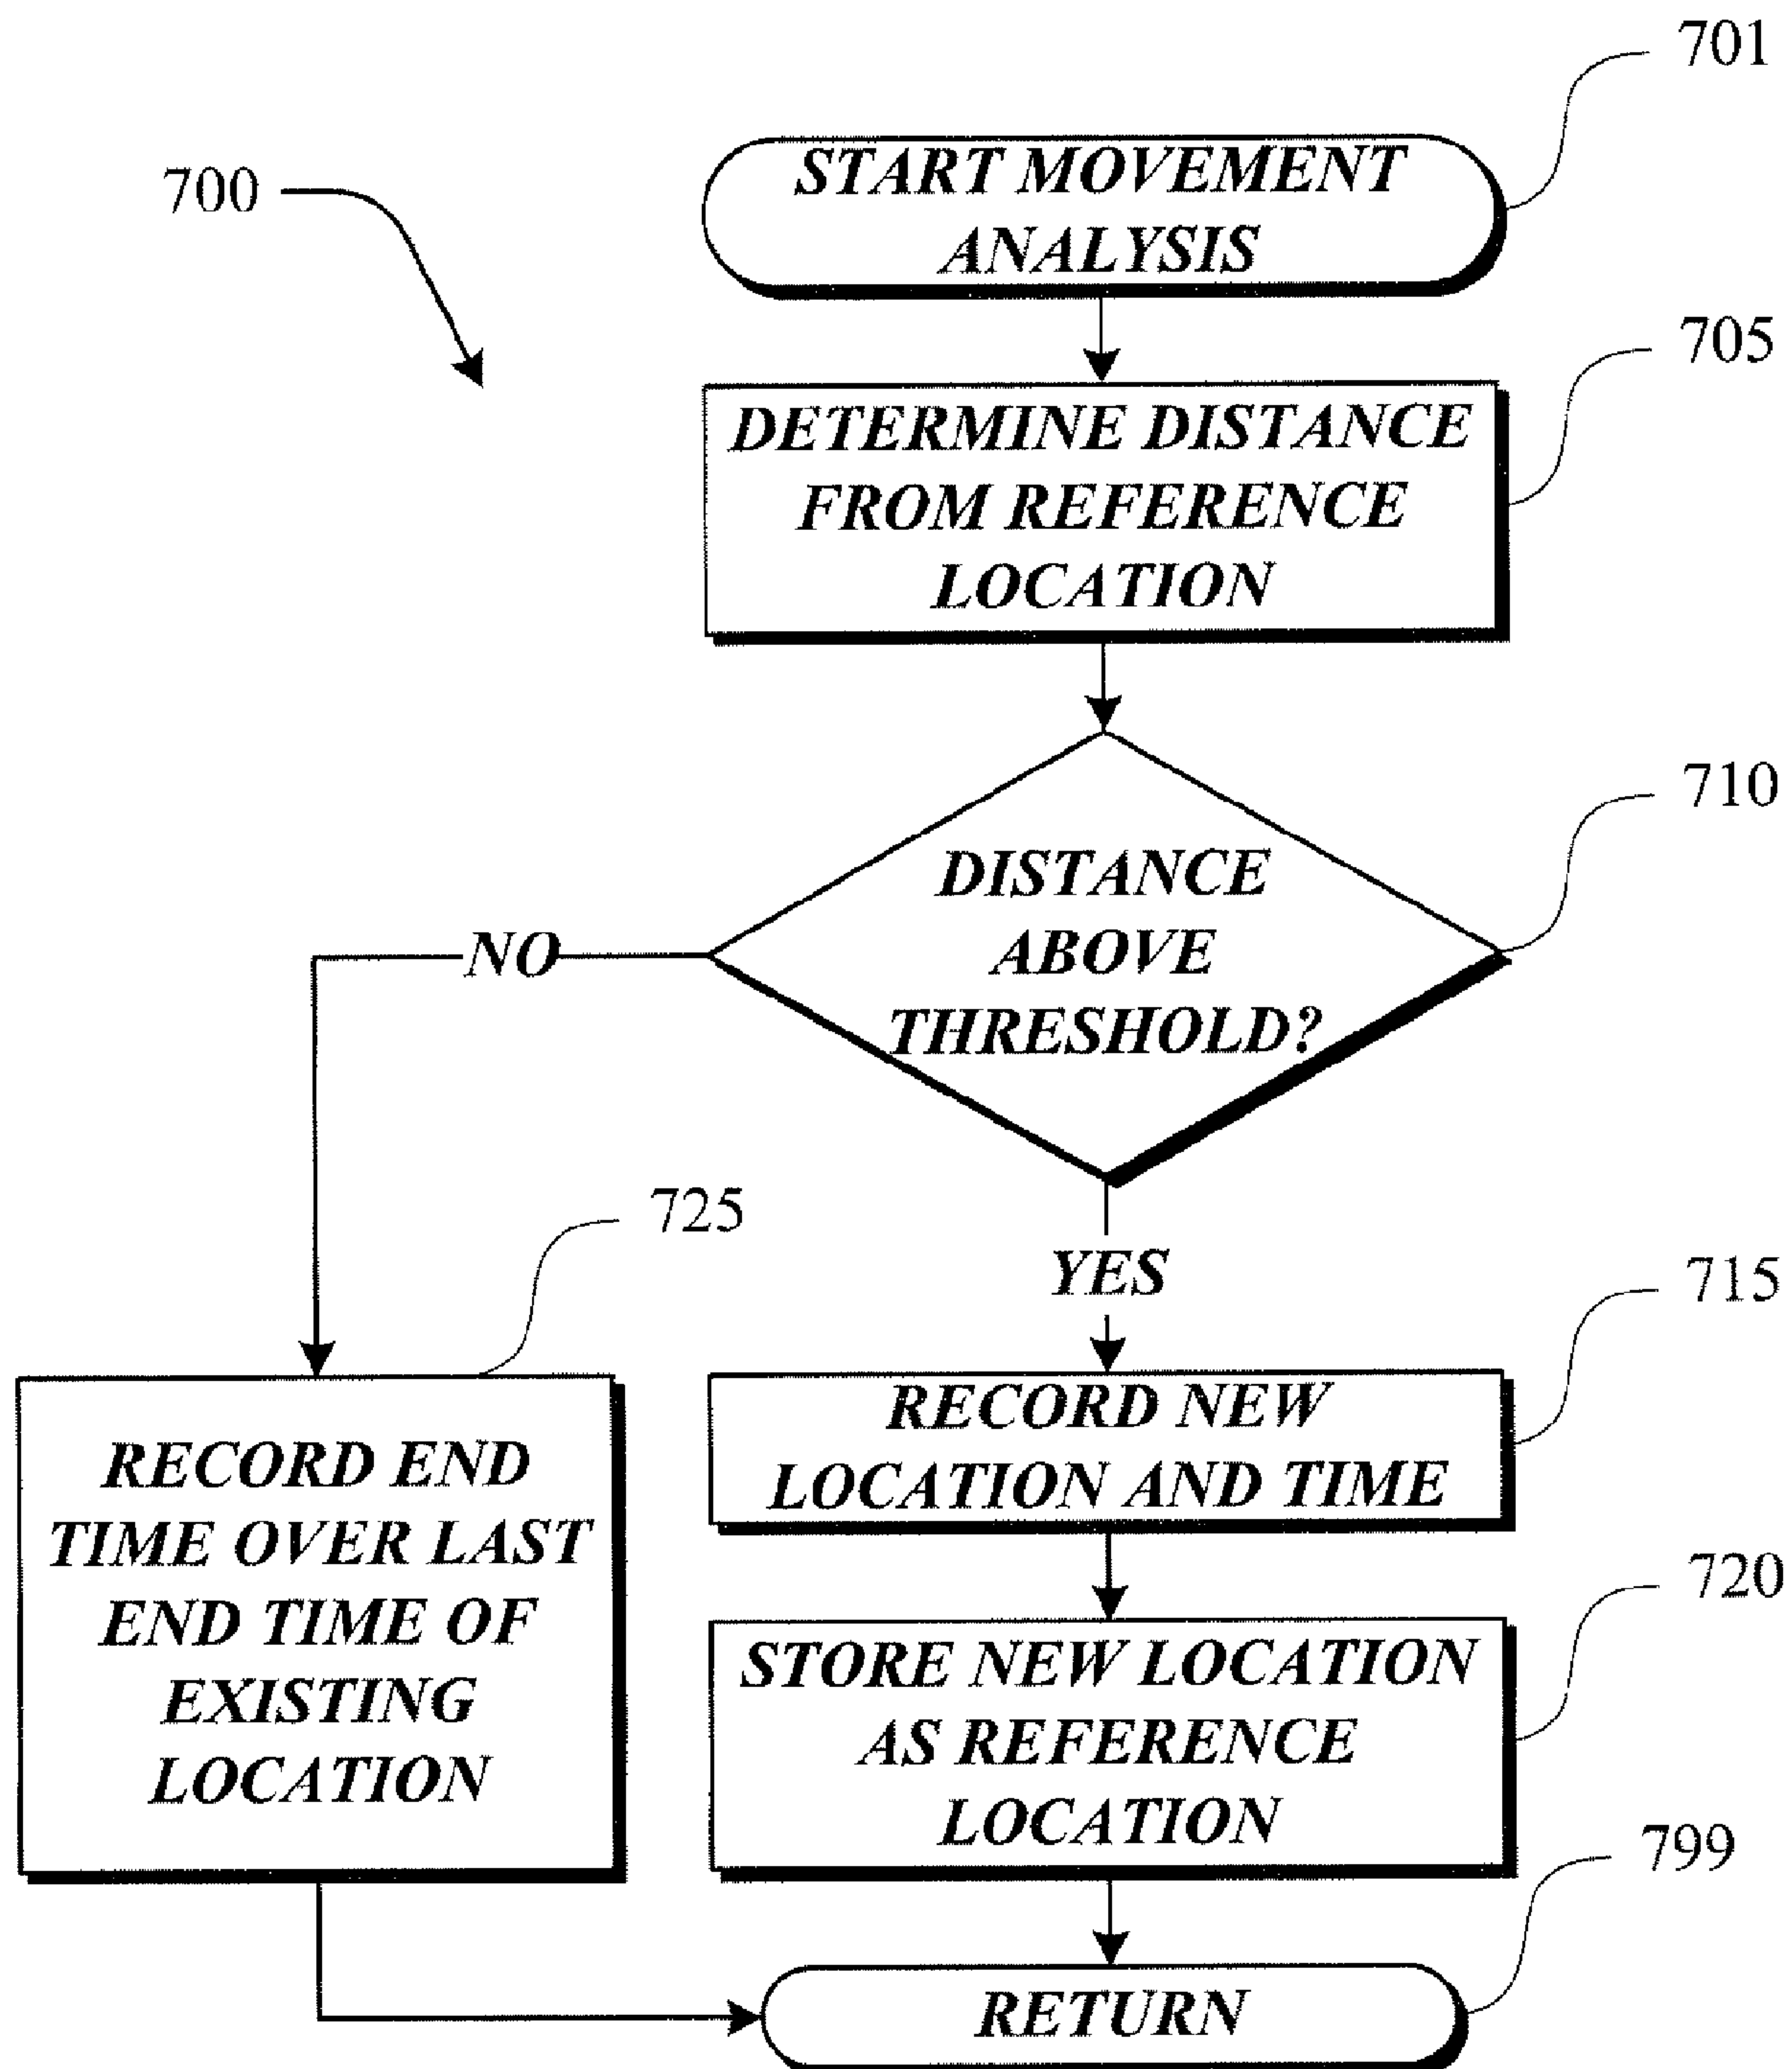 701
700
START MOVEMENT
ANALYSIS
705
DETERMINE DISTANCE
FROM REFERENCE
LOCATION
710
DISTANCE
ABOVE
THRESHOLD?
NO
YES
725
RECORD END
TIME OVER LAST
END TIME OF
EXISTING
LOCATION
715
RECORD NEW
LOCATION AND TIME
720
STORE NEW LOCATION
AS REFERENCE
LOCATION
799
RETURN